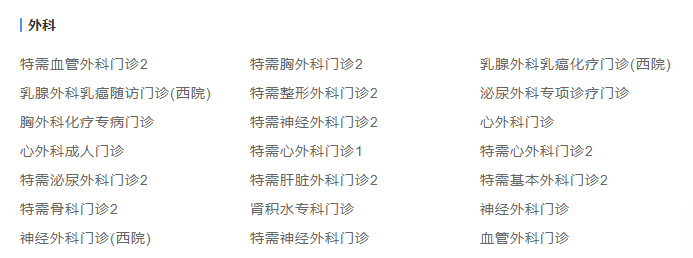 外科
特需血管外科门诊2 特需胸外科门诊2 乳腺外科乳癌化疗门诊(西院)
乳腺外科乳癌随访门诊(西院) 特需整形外科门诊2 泌尿外科专项诊疗门诊
胸外科化疗专病门诊 特需神经外科门诊2 心外科门诊
心外科成人门诊 特需心外科门诊1 特需心外科门诊2
特需泌尿外科门诊2 特需肝脏外科门诊2 特需基本外科门诊2
特需骨科门诊2 肾积水专科门诊 神经外科门诊
神经外科门诊(西院) 特需神经外科门诊 血管外科门诊